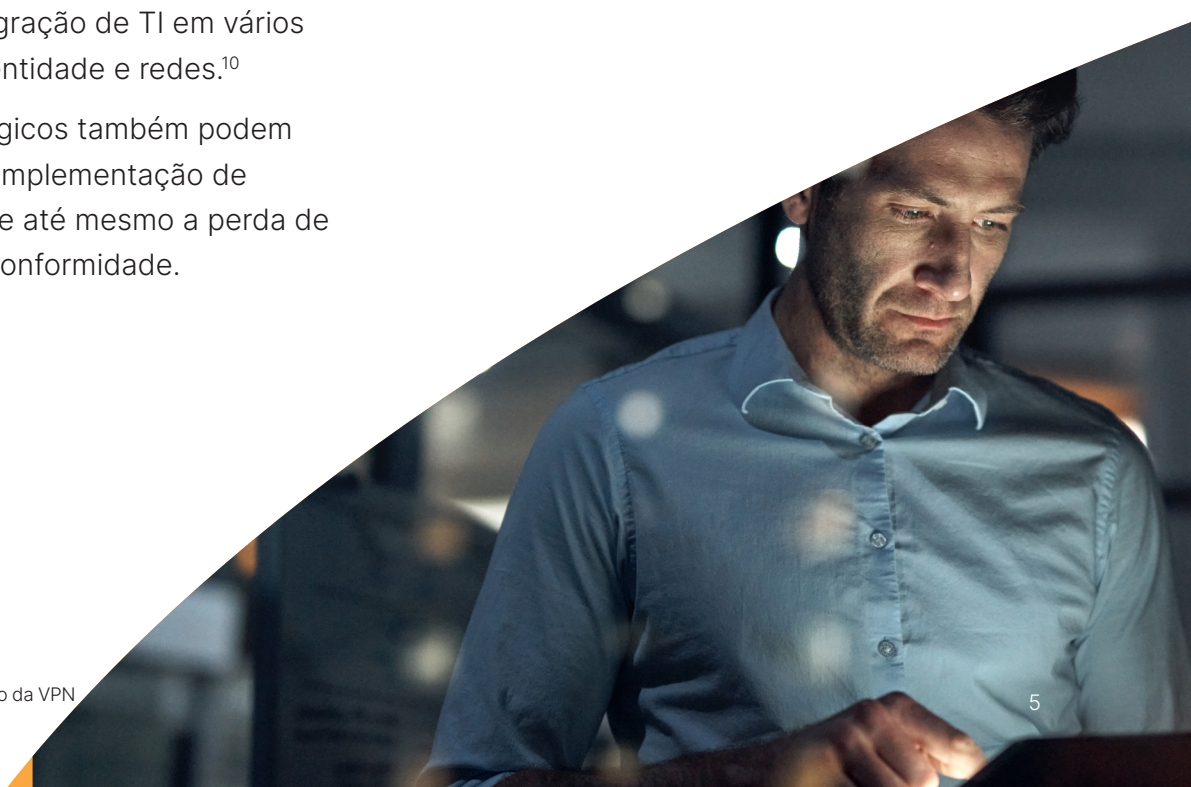 gração de TI em vários
entidade e redes.¹⁰
gicos também podem
mplementação de
e até mesmo a perda de
onformidade.
o da VPN
5